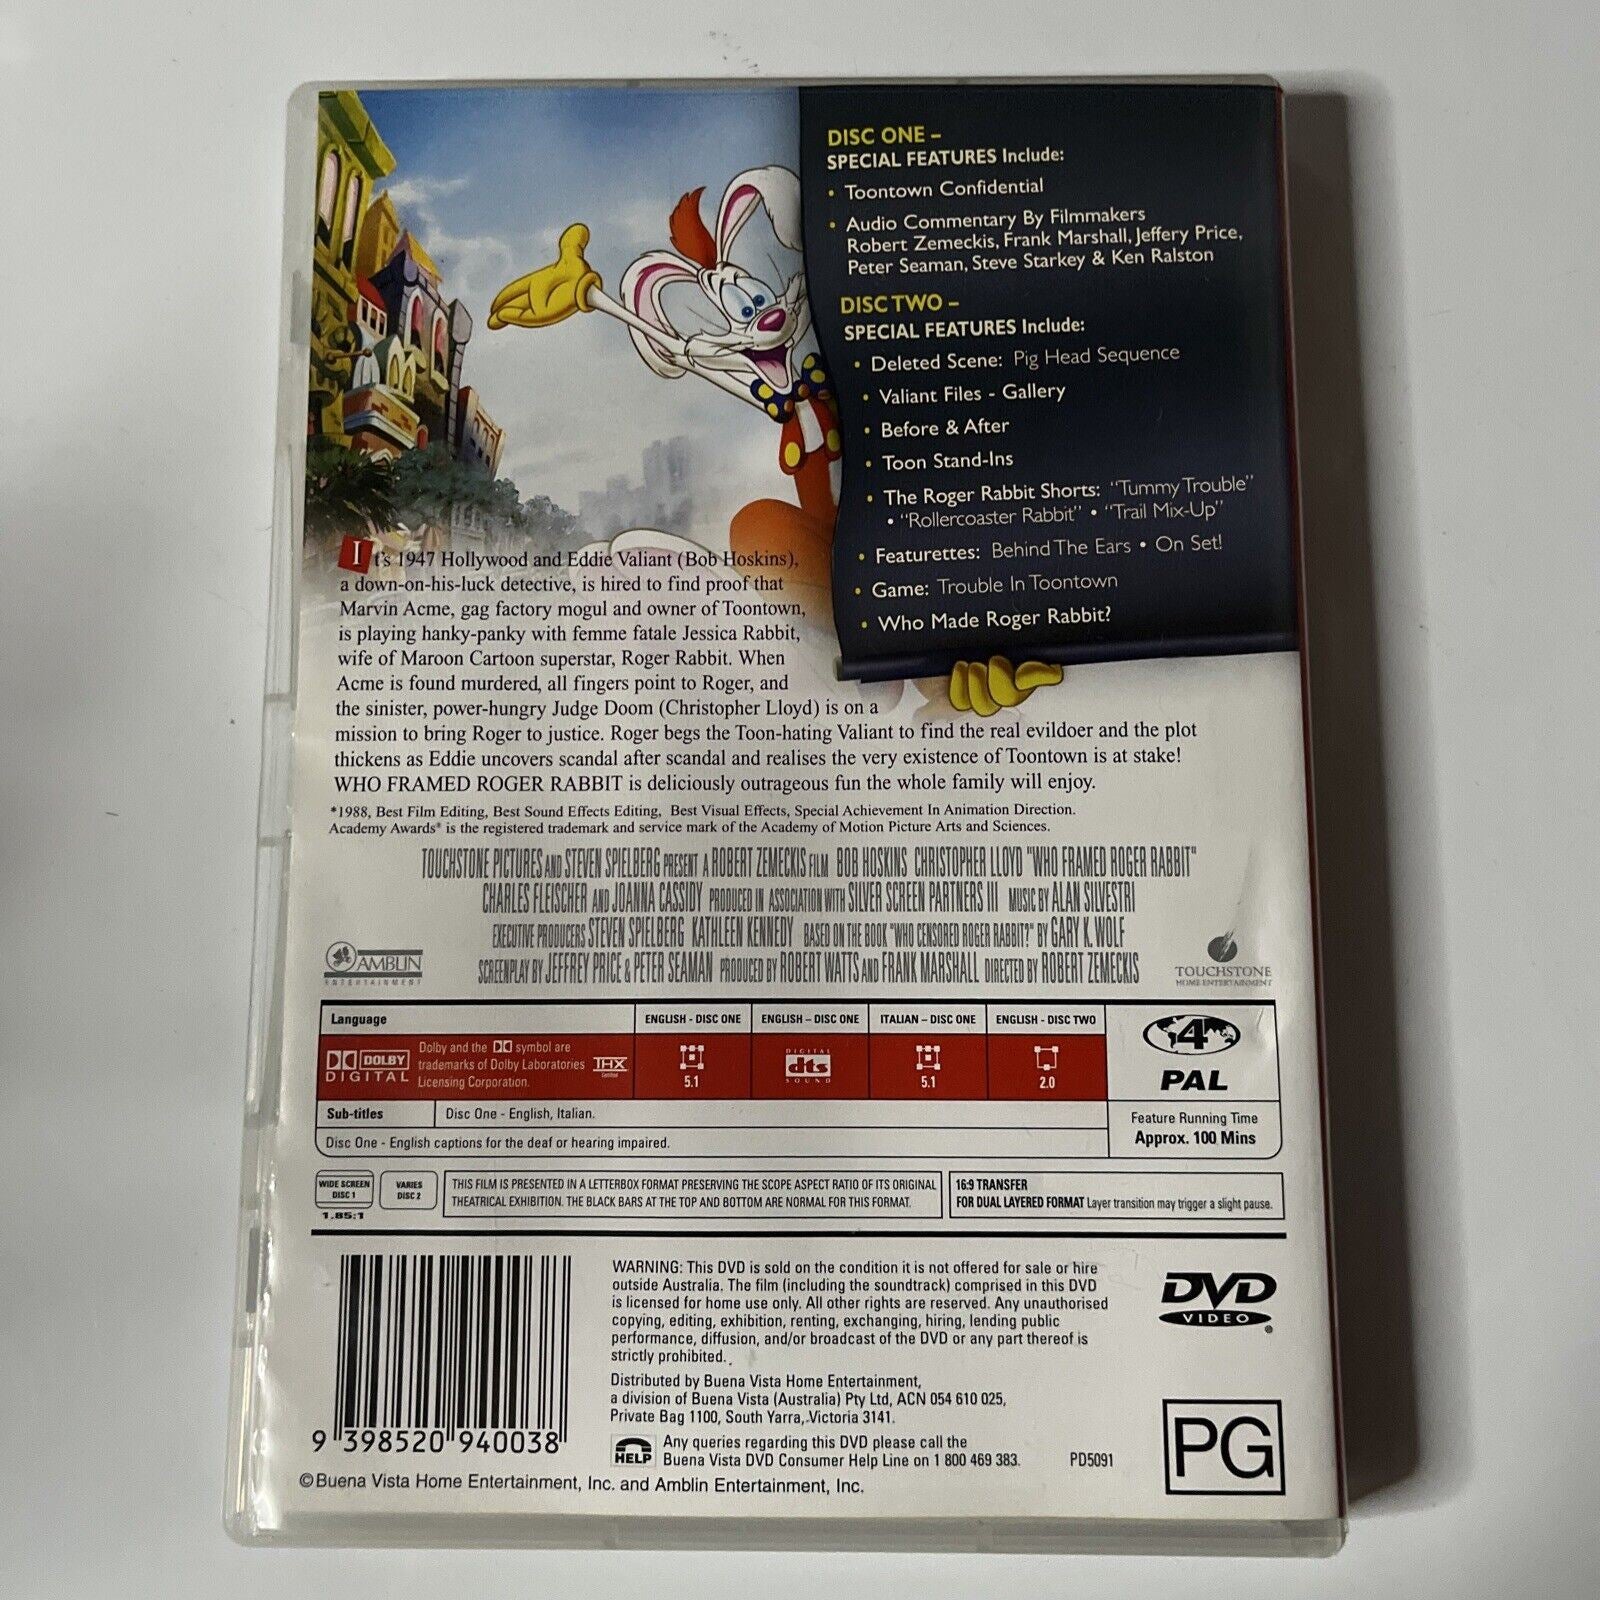 DISC ONE –
SPECIAL FEATURES Include:
• Toontown Confidential
• Audio Commentary By Filmmakers
Robert Zemeckis, Frank Marshall, Jeffery Price,
Peter Seaman, Steve Starkey & Ken Ralston
DISC TWO –
SPECIAL FEATURES Include:
• Deleted Scene: Pig Head Sequence
• Valiant Files - Gallery
• Before & After
• Toon Stand-Ins
• The Roger Rabbit Shorts: "Tummy Trouble"
• "Rollercoaster Rabbit" • "Trail Mix-Up"
• Featurettes: Behind The Ears • On Set!
• Game: Trouble In Toontown
• Who Made Roger Rabbit?
It's 1947 Hollywood and Eddie Valiant (Bob Hoskins),
a down-on-his-luck detective, is hired to find proof that
Marvin Acme, gag factory mogul and owner of Toontown,
is playing hanky-panky with femme fatale Jessica Rabbit,
wife of Maroon Cartoon superstar, Roger Rabbit. When
Acme is found murdered, all fingers point to Roger, and
the sinister, power-hungry Judge Doom (Christopher Lloyd) is on a
mission to bring Roger to justice. Roger begs the Toon-hating Valiant to find the real evildoer and the plot
thickens as Eddie uncovers scandal after scandal and realises the very existence of Toontown is at stake!
WHO FRAMED ROGER RABBIT is deliciously outrageous fun the whole family will enjoy.
*1988, Best Film Editing, Best Sound Effects Editing, Best Visual Effects, Special Achievement In Animation Direction.
Academy Awards® is the registered trademark and service mark of the Academy of Motion Picture Arts and Sciences.
TOUCHSTONE PICTURES AND STEVEN SPIELBERG PRESENT A ROBERT ZEMECKIS FILM BOB HOSKINS CHRISTOPHER LLOYD "WHO FRAMED ROGER RABBIT"
CHARLES FLEISCHER AND JOANNA CASSIDY PRODUCED IN ASSOCIATION WITH SILVER SCREEN PARTNERS III MUSIC BY ALAN SILVESTRI
EXECUTIVE PRODUCERS STEVEN SPIELBERG KATHLEEN KENNEDY BASED ON THE BOOK "WHO CENSORED ROGER RABBIT?" BY GARY K. WOLF
SCREENPLAY BY JEFFREY PRICE & PETER SEAMAN PRODUCED BY ROBERT WATTS AND FRANK MARSHALL DIRECTED BY ROBERT ZEMECKIS
AMBLIN
ENTERTAINMENT
TOUCHSTONE
HOME ENTERTAINMENT
Language
ENGLISH - DISC ONE
ENGLISH – DISC ONE
ITALIAN – DISC ONE
ENGLISH - DISC TWO
DOLBY
DIGITAL
Dolby and the DD symbol are
trademarks of Dolby Laboratories
Licensing Corporation.
THX
Certified
5.1
DIGITAL
dts
SOUND
5.1
2.0
4
PAL
Sub-titles
Disc One - English, Italian.
Disc One - English captions for the deaf or hearing impaired.
Feature Running Time
Approx. 100 Mins
WIDE SCREEN
DISC 1
1.85:1
VARIES
DISC 2
THIS FILM IS PRESENTED IN A LETTERBOX FORMAT PRESERVING THE SCOPE ASPECT RATIO OF ITS ORIGINAL
THEATRICAL EXHIBITION. THE BLACK BARS AT THE TOP AND BOTTOM ARE NORMAL FOR THIS FORMAT.
16:9 TRANSFER
FOR DUAL LAYERED FORMAT Layer transition may trigger a slight pause.
WARNING: This DVD is sold on the condition it is not offered for sale or hire
outside Australia. The film (including the soundtrack) comprised in this DVD
is licensed for home use only. All other rights are reserved. Any unauthorised
copying, editing, exhibition, renting, exchanging, hiring, lending public
performance, diffusion, and/or broadcast of the DVD or any part thereof is
strictly prohibited.
Distributed by Buena Vista Home Entertainment,
a division of Buena Vista (Australia) Pty Ltd, ACN 054 610 025,
Private Bag 1100, South Yarra, Victoria 3141.
HELP
Any queries regarding this DVD please call the
Buena Vista DVD Consumer Help Line on 1 800 469 383.
PD5091
DVD
VIDEO
PG
9 398520 940038
© Buena Vista Home Entertainment, Inc. and Amblin Entertainment, Inc.